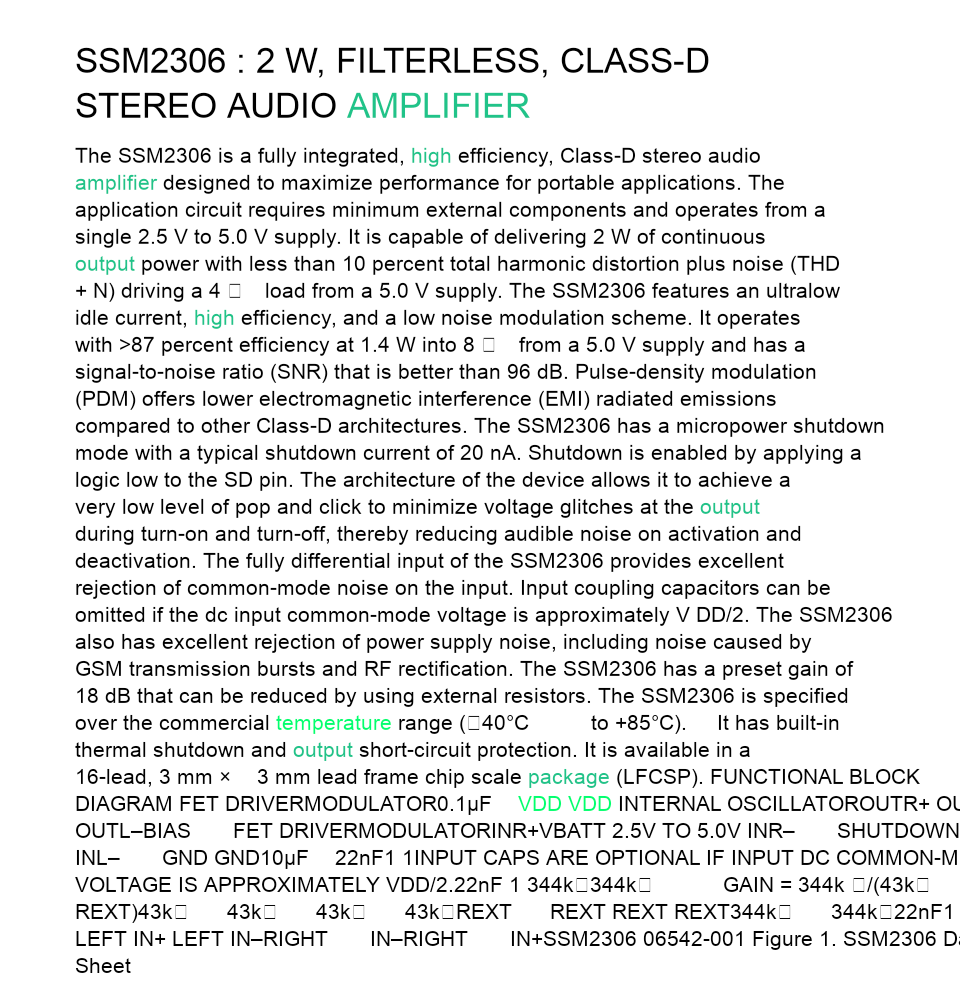 SSM2306 : 2 W, FILTERLESS, CLASS-D
STEREO AUDIO AMPLIFIER
The SSM2306 is a fully integrated, high efficiency, Class-D stereo audio
amplifier designed to maximize performance for portable applications. The
application circuit requires minimum external components and operates from a
single 2.5 V to 5.0 V supply. It is capable of delivering 2 W of continuous
output power with less than 10 percent total harmonic distortion plus noise (THD
+ N) driving a 4 □ load from a 5.0 V supply. The SSM2306 features an ultralow
idle current, high efficiency, and a low noise modulation scheme. It operates
with >87 percent efficiency at 1.4 W into 8 □ from a 5.0 V supply and has a
signal-to-noise ratio (SNR) that is better than 96 dB. Pulse-density modulation
(PDM) offers lower electromagnetic interference (EMI) radiated emissions
compared to other Class-D architectures. The SSM2306 has a micropower shutdown
mode with a typical shutdown current of 20 nA. Shutdown is enabled by applying a
logic low to the SD pin. The architecture of the device allows it to achieve a
very low level of pop and click to minimize voltage glitches at the output
during turn-on and turn-off, thereby reducing audible noise on activation and
deactivation. The fully differential input of the SSM2306 provides excellent
rejection of common-mode noise on the input. Input coupling capacitors can be
omitted if the dc input common-mode voltage is approximately V DD/2. The SSM2306
also has excellent rejection of power supply noise, including noise caused by
GSM transmission bursts and RF rectification. The SSM2306 has a preset gain of
18 dB that can be reduced by using external resistors. The SSM2306 is specified
over the commercial temperature range (□40°C to +85°C). It has built-in
thermal shutdown and output short-circuit protection. It is available in a
16-lead, 3 mm × 3 mm lead frame chip scale package (LFCSP). FUNCTIONAL BLOCK
DIAGRAM FET DRIVERMODULATOR0.1µF VDD VDD INTERNAL OSCILLATOROUTR+ OU
OUTL–BIAS FET DRIVERMODULATORINR+VBATT 2.5V TO 5.0V INR– SHUTDOWN
INL– GND GND10µF 22nF1 1INPUT CAPS ARE OPTIONAL IF INPUT DC COMMON-M
VOLTAGE IS APPROXIMATELY VDD/2.22nF 1 344k□344k□ GAIN = 344k □/(43k□
REXT)43k□ 43k□ 43k□ 43k□REXT REXT REXT REXT344k□ 344k□22nF1
LEFT IN+ LEFT IN–RIGHT IN–RIGHT IN+SSM2306 06542-001 Figure 1. SSM2306 Da
Sheet